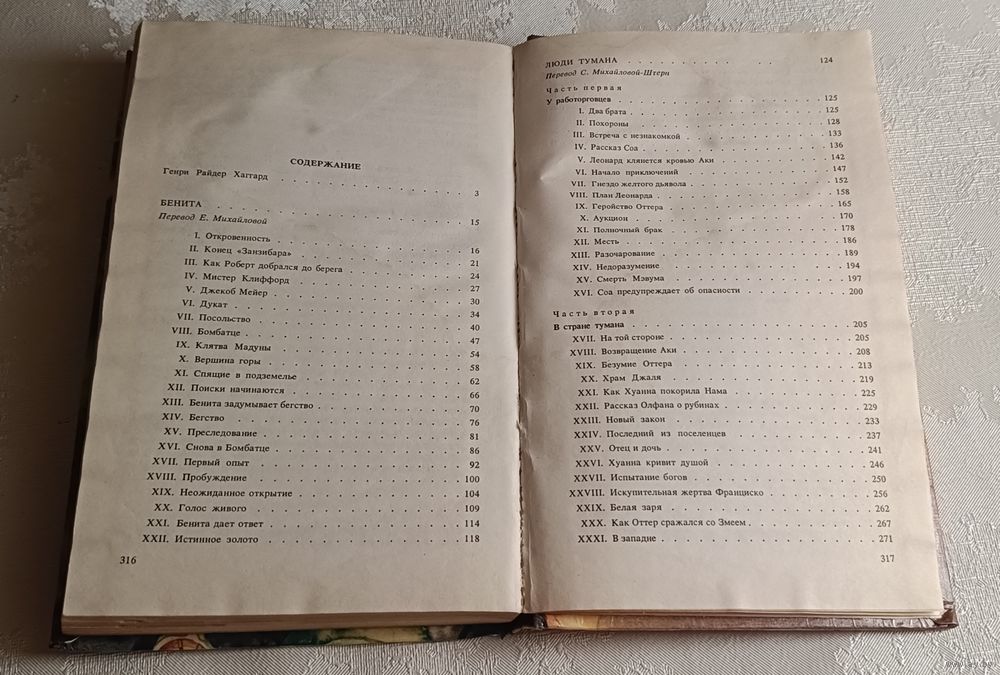 СОДЕРЖАНИЕ
Генри Райдер Хаггард . . . . . . . . . . . . 3
БЕНИТА . . . . . . . . . . . . 15
Перевод Е. Михайловой
I. Откровенность . . . . . . . . . . . . 16
II. Конец «Занзибара» . . . . . . . . . . . . 21
III. Как Роберт добрался до берега . . . . . . . . . . . . 24
IV. Мистер Клиффорд . . . . . . . . . . . . 27
V. Джекоб Мейер . . . . . . . . . . . . 30
VI. Дукат . . . . . . . . . . . . 34
VII. Посольство . . . . . . . . . . . . 40
VIII. Бомбатце . . . . . . . . . . . . 47
IX. Клятва Мадуны . . . . . . . . . . . . 54
X. Вершина горы . . . . . . . . . . . . 58
XI. Спящие в подземелье . . . . . . . . . . . . 62
XII. Поиски начинаются . . . . . . . . . . . . 66
XIII. Бенита задумывает бегство . . . . . . . . . . . . 70
XIV. Бегство . . . . . . . . . . . . 76
XV. Преследование . . . . . . . . . . . . 81
XVI. Снова в Бомбатце . . . . . . . . . . . . 86
XVII. Первый опыт . . . . . . . . . . . . 92
XVIII. Пробуждение . . . . . . . . . . . . 100
XIX. Неожиданное открытие . . . . . . . . . . . . 104
XX. Голос живого . . . . . . . . . . . . 109
XXI. Бенита дает ответ . . . . . . . . . . . . 114
XXII. Истинное золото . . . . . . . . . . . . 118
316
ЛЮДИ ТУМАНА . . . . . . . . . . . . 124
Перевод С. Михайловой-Штерн
Часть первая
У работорговцев . . . . . . . . . . . . 125
I. Два брата . . . . . . . . . . . . 125
II. Похороны . . . . . . . . . . . . 128
III. Встреча с незнакомкой . . . . . . . . . . . . 133
IV. Рассказ Соа . . . . . . . . . . . . 136
V. Леонард клянется кровью Аки . . . . . . . . . . . . 142
VI. Начало приключений . . . . . . . . . . . . 147
VII. Гнездо желтого дьявола . . . . . . . . . . . . 152
VIII. План Леонарда . . . . . . . . . . . . 158
IX. Геройство Оттера . . . . . . . . . . . . 165
X. Аукцион . . . . . . . . . . . . 170
XI. Полночный брак . . . . . . . . . . . . 178
XII. Месть . . . . . . . . . . . . 186
XIII. Разочарование . . . . . . . . . . . . 189
XIV. Недоразумение . . . . . . . . . . . . 194
XV. Смерть Мэвума . . . . . . . . . . . . 197
XVI. Соа предупреждает об опасности . . . . . . . . . . . . 200
Часть вторая
В стране тумана . . . . . . . . . . . . 205
XVII. На той стороне . . . . . . . . . . . . 205
XVIII. Возвращение Аки . . . . . . . . . . . . 208
XIX. Безумие Оттера . . . . . . . . . . . . 213
XX. Храм Джаля . . . . . . . . . . . . 219
XXI. Как Хуанна покорила Нама . . . . . . . . . . . . 225
XXII. Рассказ Олфана о рубинах . . . . . . . . . . . . 229
XXIII. Новый закон . . . . . . . . . . . . 233
XXIV. Последний из поселенцев . . . . . . . . . . . . 237
XXV. Отец и дочь . . . . . . . . . . . . 241
XXVI. Хуанна кривит душой . . . . . . . . . . . . 246
XXVII. Испытание богов . . . . . . . . . . . . 250
XXVIII. Искупительная жертва Франциско . . . . . . . . . . . . 256
XXIX. Белая заря . . . . . . . . . . . . 262
XXX. Как Оттер сражался со Змеем . . . . . . . . . . . . 267
XXXI. В западне . . . . . . . . . . . . 271
317